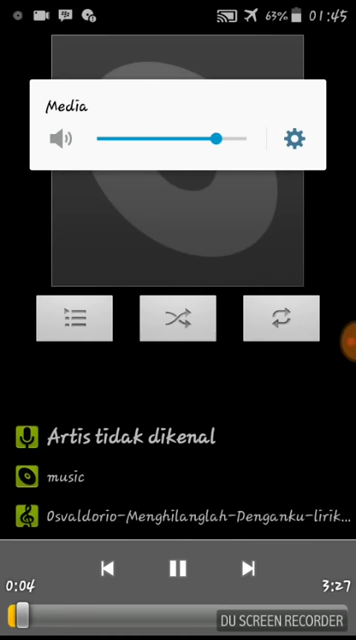 63% 01:45
Media
Artis tidak dikenal
music
Osvaldorio-Menghilanglah-Denganku-lirik...
0:04 3:27
DU SCREEN RECORDER